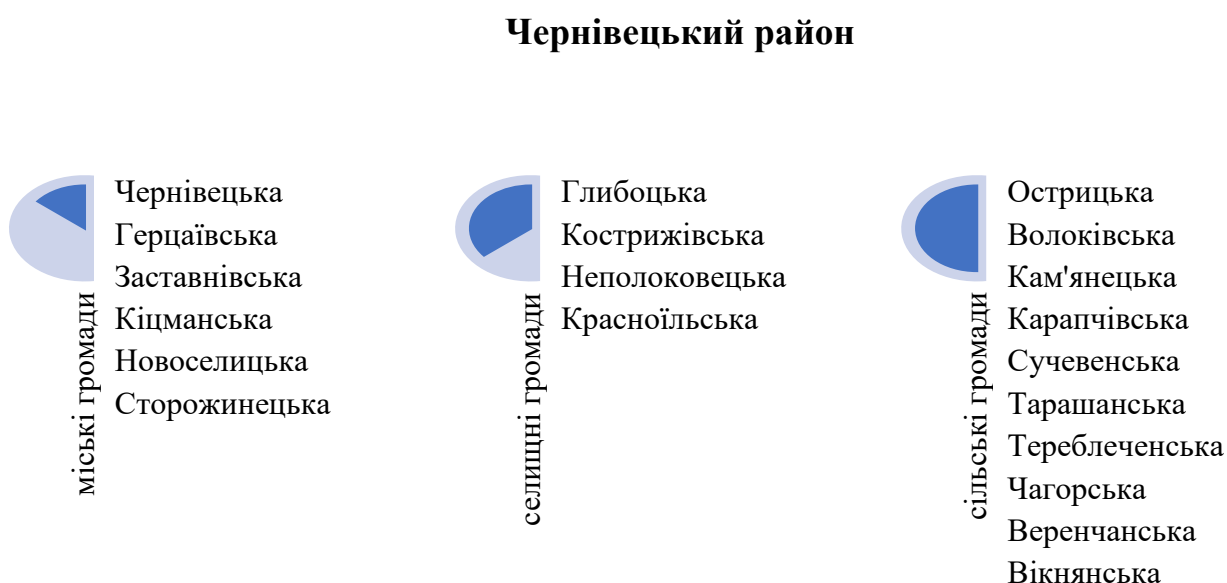 Чернівецький район
міські громади
Чернівецька
Герцаївська
Заставнівська
Кіцманська
Новоселицька
Сторожинецька
селищні громади
Глибоцька
Кострижівська
Неполоковецька
Красноїльська
сільські громади
Острицька
Волоківська
Кам'янецька
Карапчівська
Сучевенська
Тарашанська
Тереблеченська
Чагорська
Веренчанська
Вікнянська